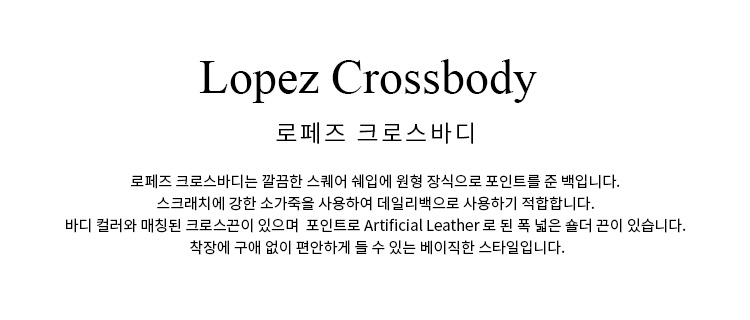 Lopez Crossbody
로페즈 크로스바디
로페즈 크로스바디는 깔끔한 스퀘어 쉐입에 원형 장식으로 포인트를 준 백입니다.
스크래치에 강한 소가죽을 사용하여 데일리백으로 사용하기 적합합니다.
바디 컬러와 매칭된 크로스끈이 있으며 포인트로 Artificial Leather 로 된 폭 넓은 숄더 끈이 있습니다.
착장에 구애 없이 편안하게 들 수 있는 베이직한 스타일입니다.